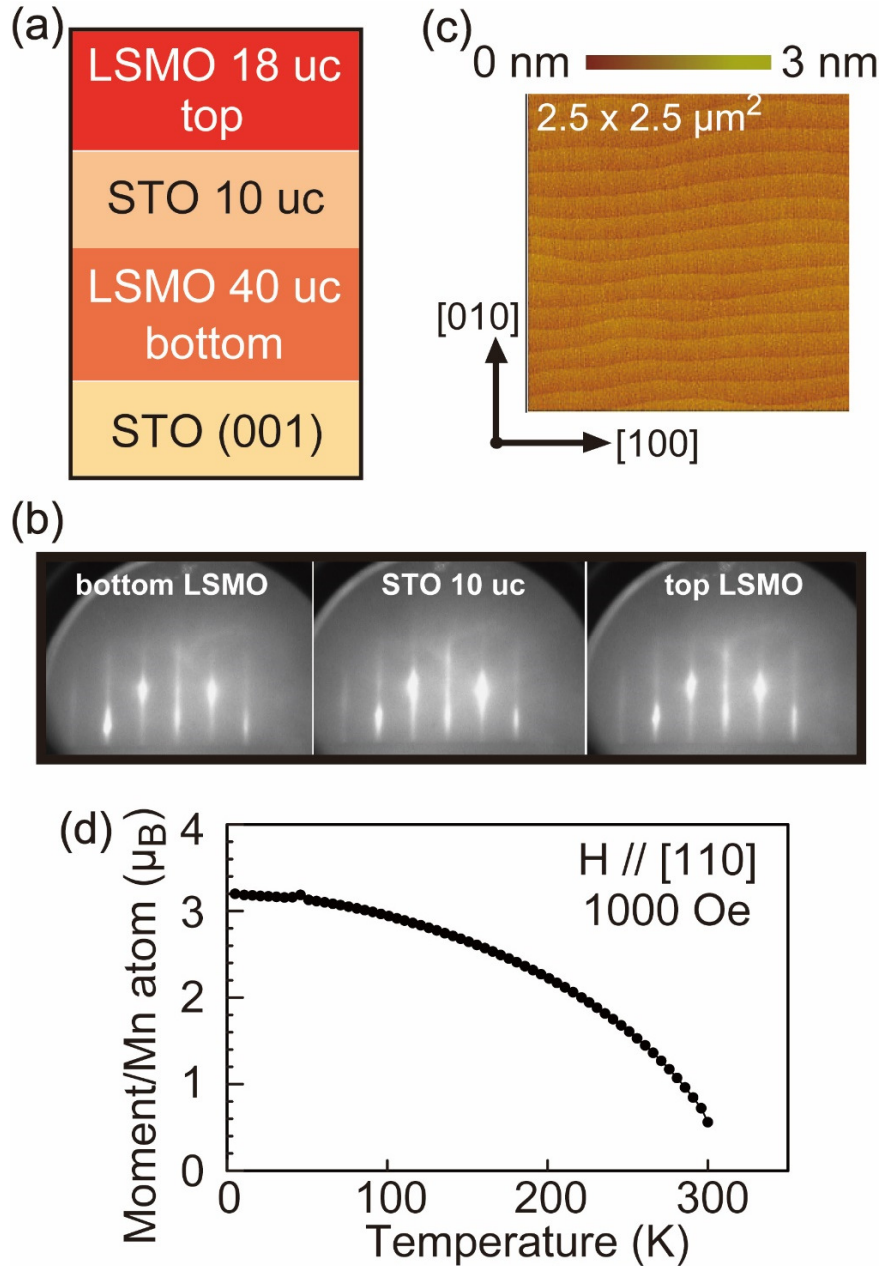 (a)
LSMO 18 uc
top
STO 10 uc
LSMO 40 uc
bottom
STO (001)
(c)
0 nm 3 nm
2.5 x 2.5 µm²
[010]
[100]
(b)
bottom LSMO STO 10 uc top LSMO
(d)
Moment/Mn atom (µB)
4
3
2
1
0
H // [110]
1000 Oe
0 100 200 300
Temperature (K)